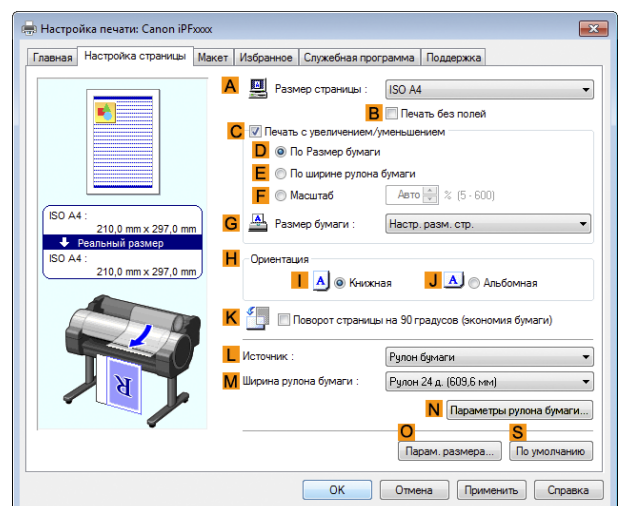 Настройка печати: Canon iPFxxxx
Главная Настройка страницы Макет Избранное Служебная программа Поддержка
A Размер страницы : ISO A4
B Печать без полей
C Печать с увеличением/уменьшением
D По Размер бумаги
E По ширине рулона бумаги
F Масштаб Авто % (5 - 600)
G Размер бумаги : Настр. разм. стр.
ISO A4 :
210,0 mm x 297,0 mm
Реальный размер
ISO A4 :
210,0 mm x 297,0 mm
H Ориентация
I A Книжная J A Альбомная
K Поворот страницы на 90 градусов (экономия бумаги)
L Источник : Рулон бумаги
M Ширина рулона бумаги : Рулон 24 д. (609,6 мм)
R
N Параметры рулона бумаги...
O S
Парам. размера... По умолчанию
OK Отмена Применить Справка